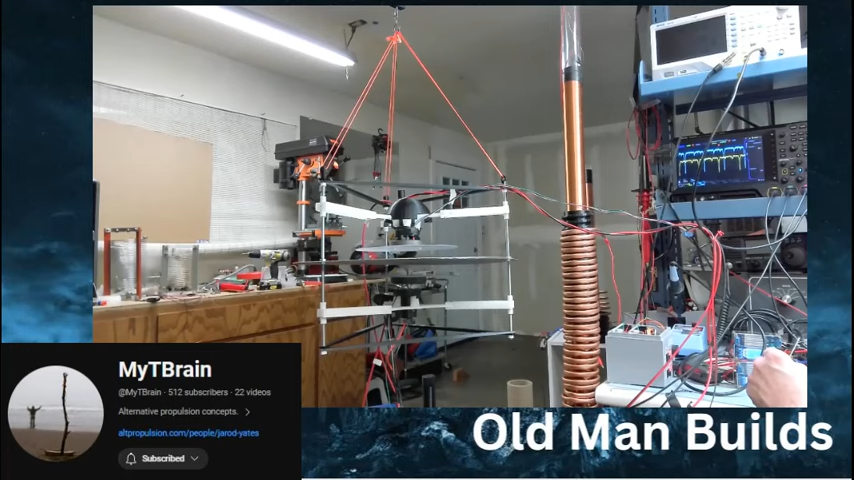 MyTBrain
@MyTBrain · 512 subscribers · 22 videos
Alternative propulsion concepts. >
altpropulsion.com/people/jarod-yates
Subscribed
Old Man Builds